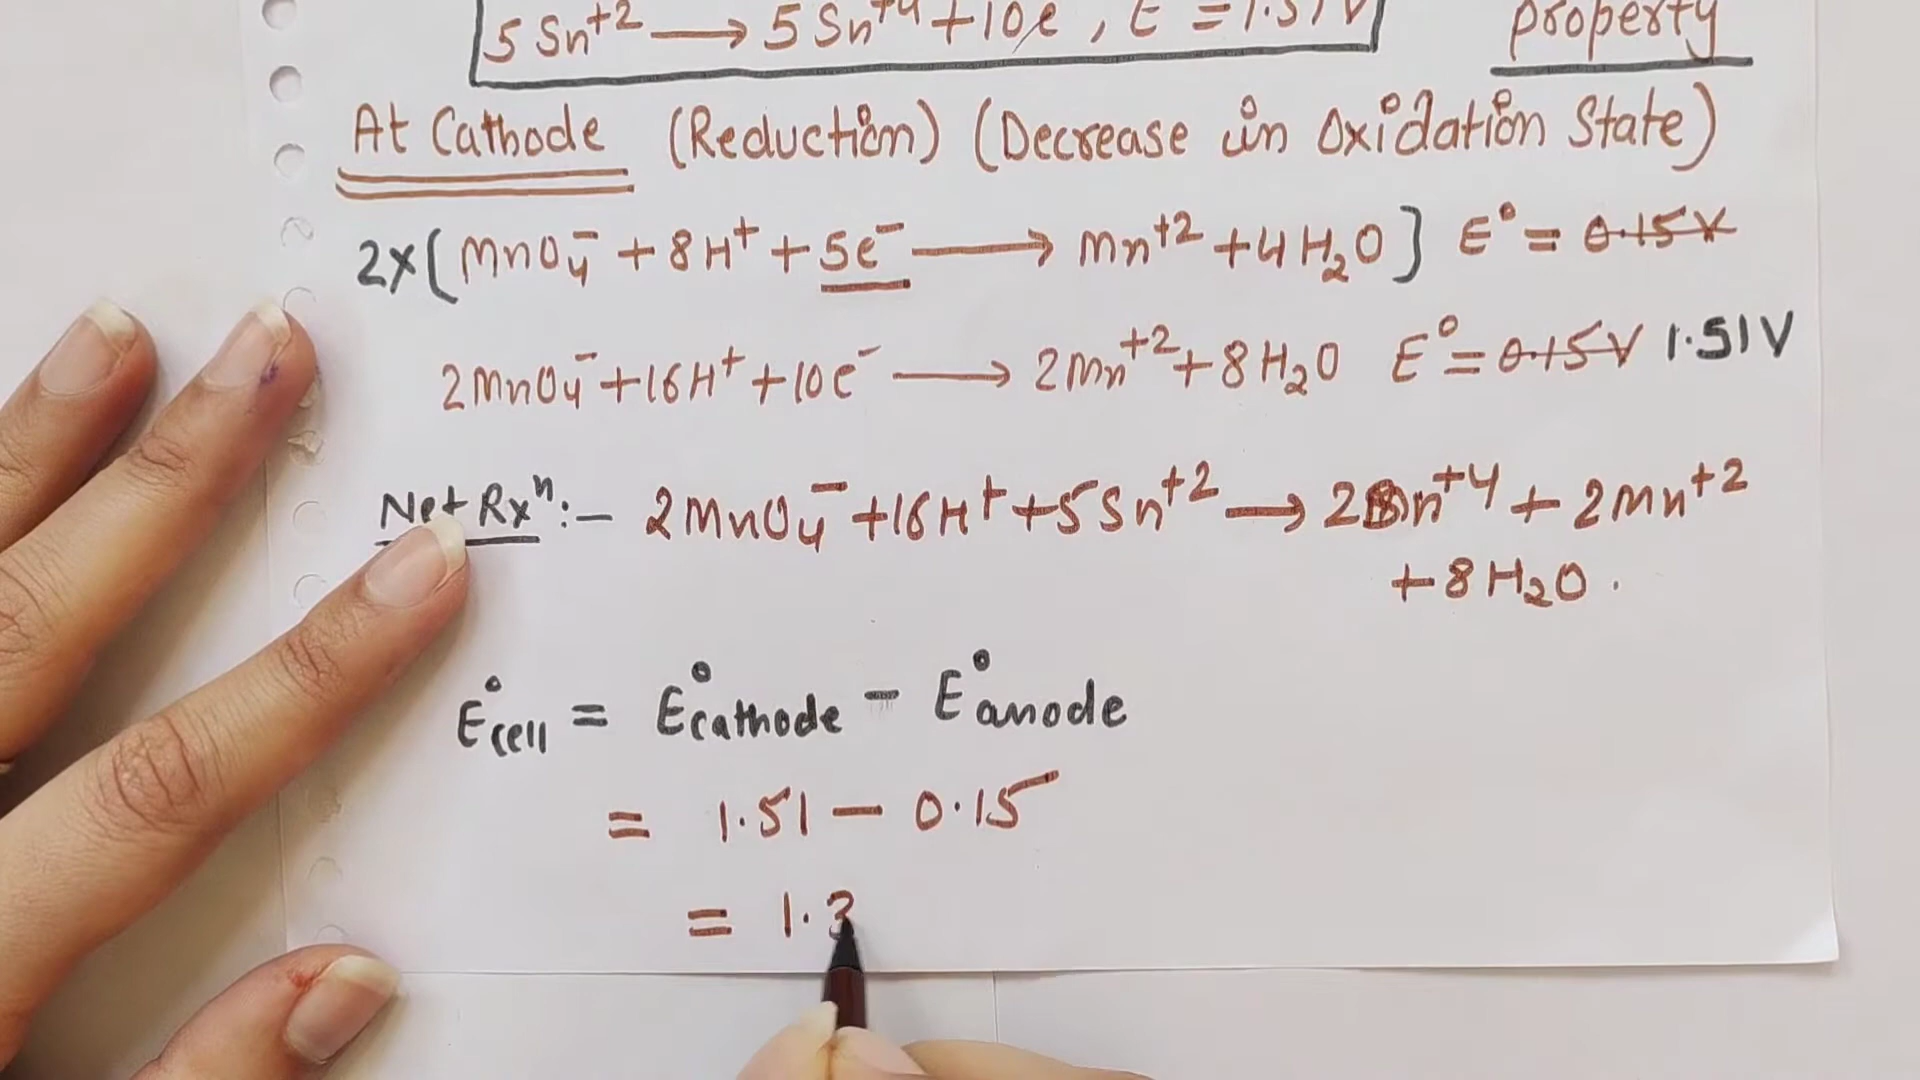 5 Sn⁺² ⟶ 5 Sn⁺⁴ + 10e⁻, E° = 1.51V
property
At Cathode (Reduction) (Decrease in Oxidation State)
2x[MnO₄⁻ + 8H⁺ + 5e⁻ ⟶ Mn⁺² + 4H₂O] E° = 0.15V
2MnO₄⁻ + 16H⁺ + 10e⁻ ⟶ 2Mn⁺² + 8H₂O E° = 0.15V 1.51V
Net Rxⁿ :- 2MnO₄⁻ + 16H⁺ + 5Sn⁺² ⟶ 2Sn⁺⁴ + 2Mn⁺²
+ 8H₂O.
E°cell = E°cathode - E°anode
= 1.51 - 0.15
= 1.3